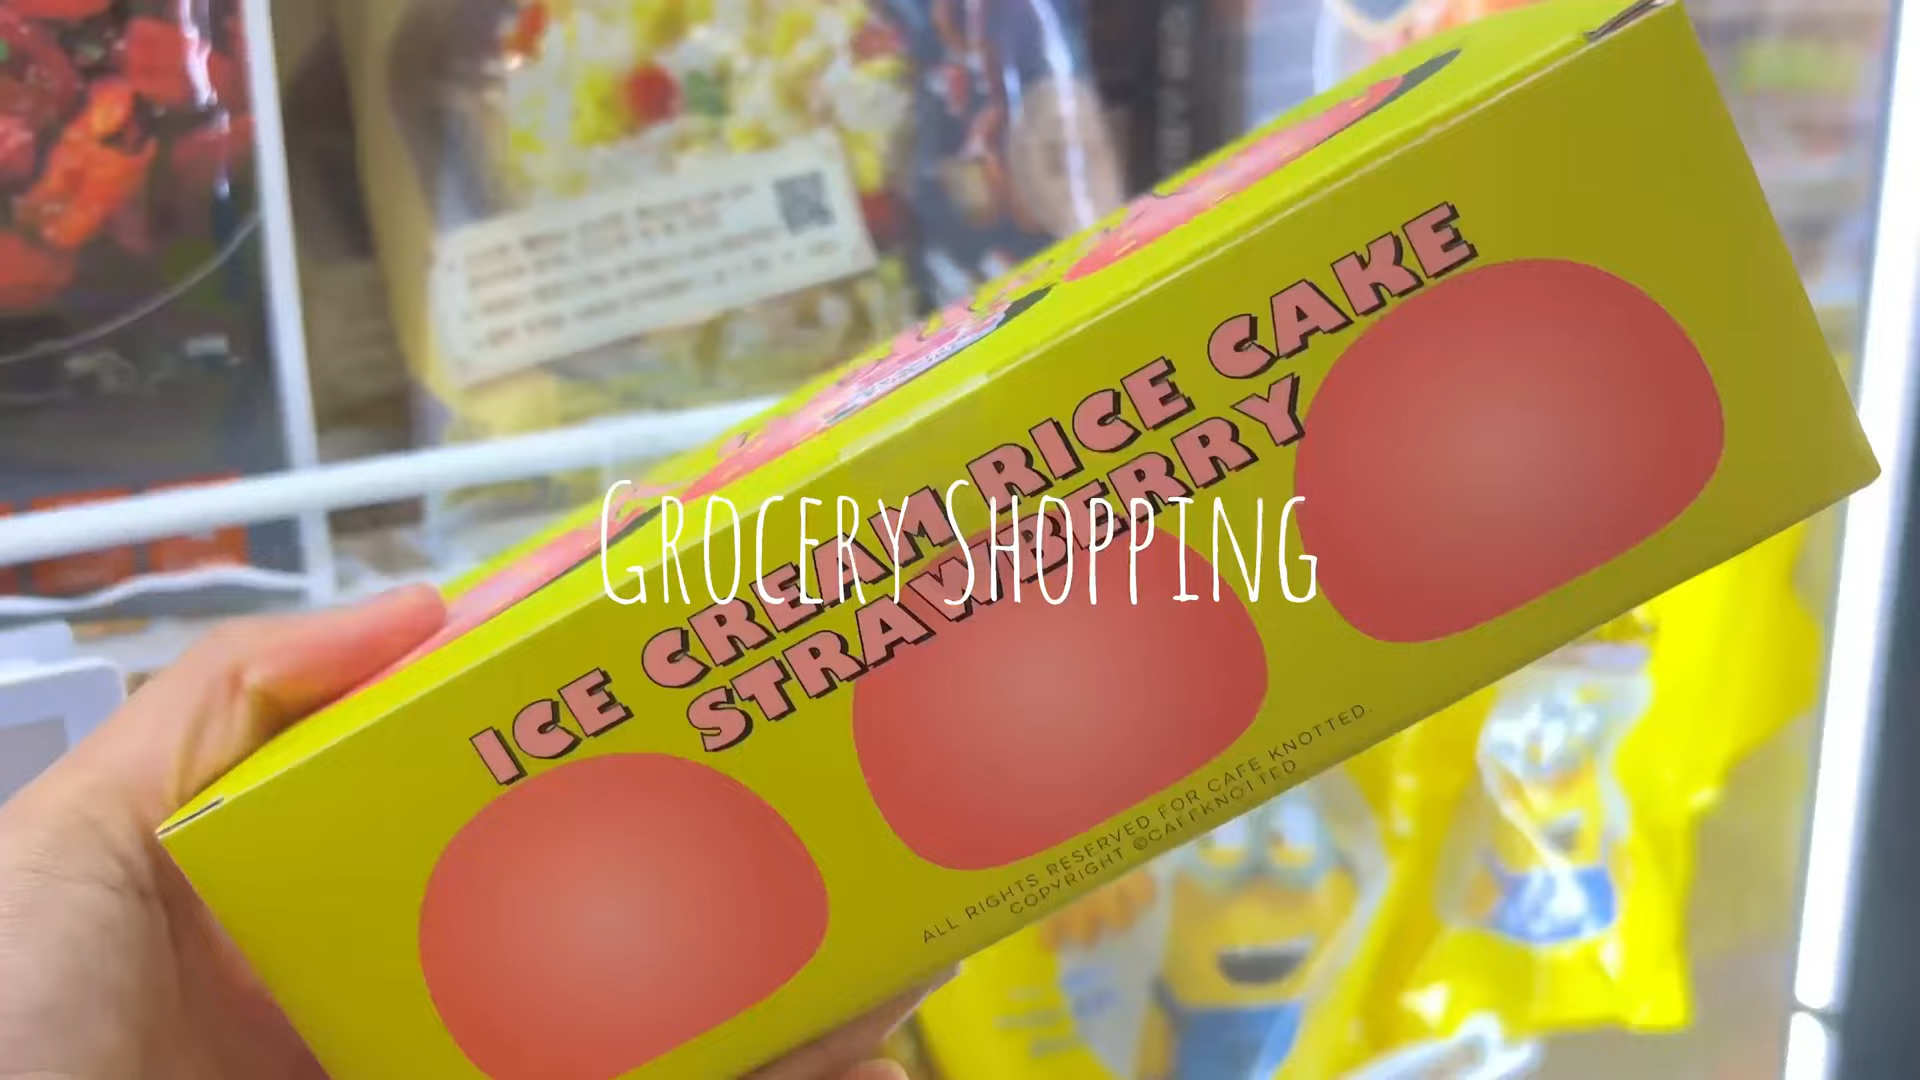 ICE CREAM RICE CAKE
STRAWBERRY
GROCERY SHOPPING
ALL RIGHTS RESERVED FOR CAFE KNOTTED.
COPYRIGHT ©CAFEKNOTTED